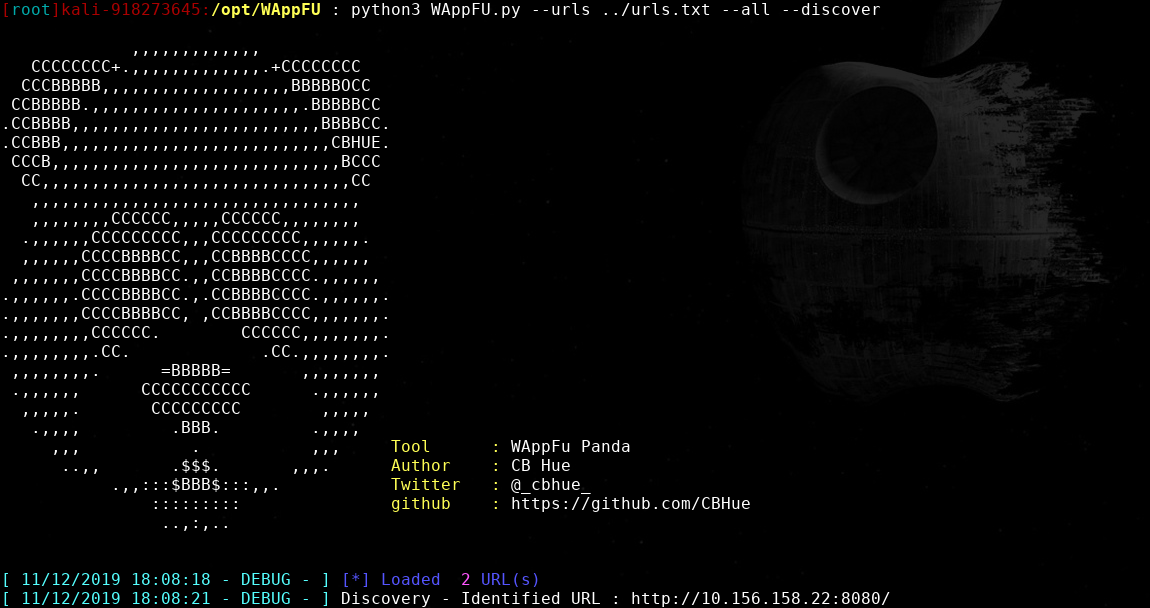 [root]kali-918273645:/opt/WAppFU : python3 WAppFU.py --urls ../urls.txt --all --discover
             ,,,,,,,,,,,,,
   CCCCCCCC+.,,,,,,,,,,,,,.+CCCCCCCC
  CCCBBBBB,,,,,,,,,,,,,,,,,,,BBBBBOCC
 CCBBBBB.,,,,,,,,,,,,,,,,,,,,,.BBBBBCC
.CCBBBB,,,,,,,,,,,,,,,,,,,,,,,,,BBBBCC.
.CCBBB,,,,,,,,,,,,,,,,,,,,,,,,,,,CBHUE.
 CCCB,,,,,,,,,,,,,,,,,,,,,,,,,,,,,BCCC
  CC,,,,,,,,,,,,,,,,,,,,,,,,,,,,,,,CC
   ,,,,,,,,,,,,,,,,,,,,,,,,,,,,,,,,,
   ,,,,,,,,CCCCCC,,,,,CCCCCC,,,,,,,,
  .,,,,,,CCCCCCCCC,,,CCCCCCCCC,,,,,,.
  ,,,,,,CCCCBBBBCC,,,CCBBBBCCCC,,,,,,
 ,,,,,,,CCCCBBBBCC.,,CCBBBBCCCC.,,,,,,
.,,,,,,.CCCCBBBBCC.,.CCBBBBCCCC.,,,,,,.
.,,,,,,,CCCCBBBBCC, ,CCBBBBCCCC,,,,,,,.
.,,,,,,,,CCCCCC.        CCCCCC,,,,,,,,.
.,,,,,,,,.CC.             .CC.,,,,,,,,.
 ,,,,,,,,.      =BBBBB=       ,,,,,,,,
 .,,,,,,      CCCCCCCCCCC      .,,,,,,
  ,,,,,.       CCCCCCCCC        ,,,,,
   .,,,,         .BBB.         .,,,,
     ,,,           .           ,,,     Tool      : WAppFu Panda
      ..,,       .$$$.       ,,,.      Author    : CB Hue
           .,,:::$BBB$:::,,.           Twitter   : @_cbhue_
               :::::::::               github    : https://github.com/CBHue
                ..,:,..
[ 11/12/2019 18:08:18 - DEBUG - ] [*] Loaded  2 URL(s)
[ 11/12/2019 18:08:21 - DEBUG - ] Discovery - Identified URL : http://10.156.158.22:8080/